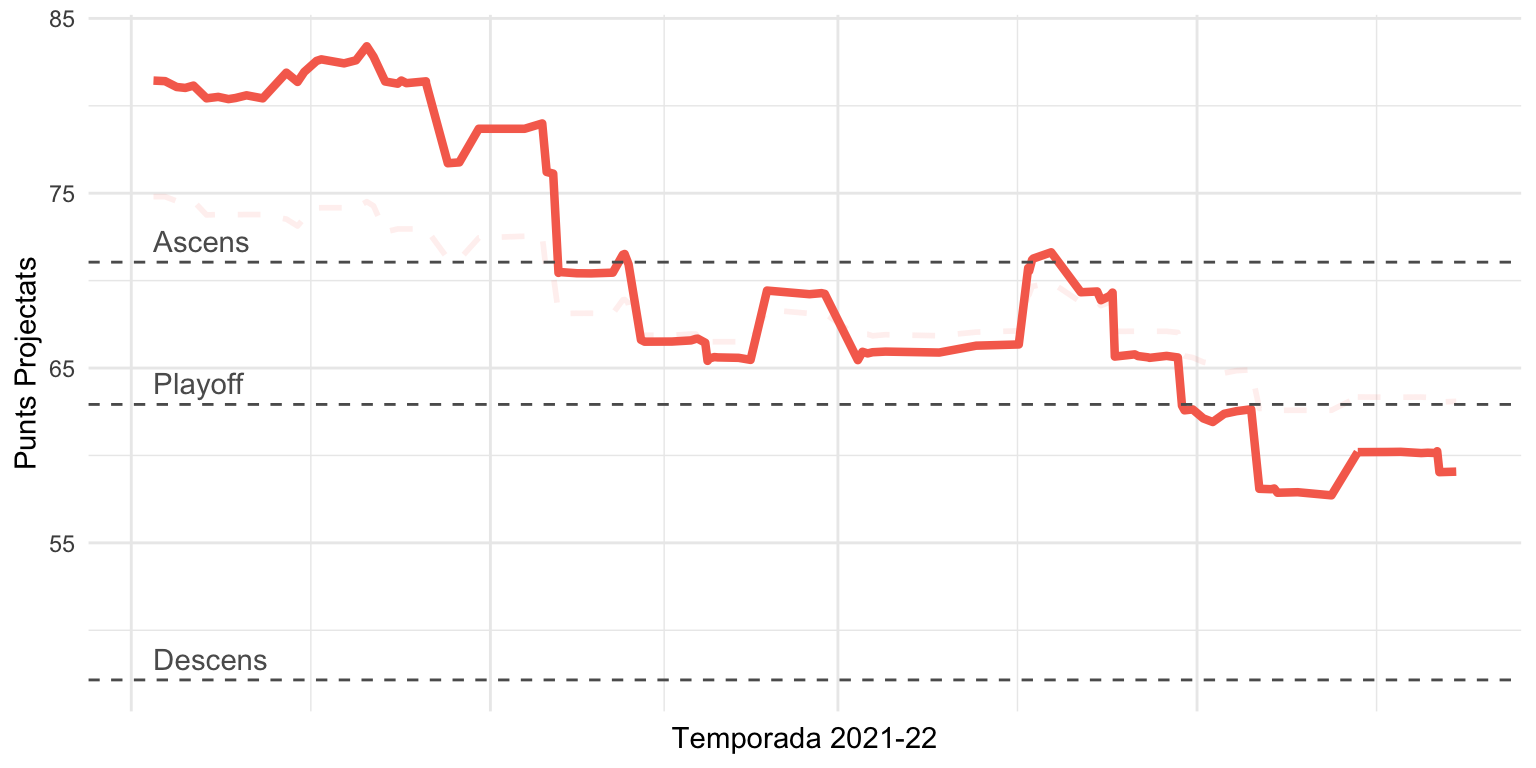 85
75
Ascens
65
Playoff
Punts Projectats
55
Descens
Temporada 2021-22